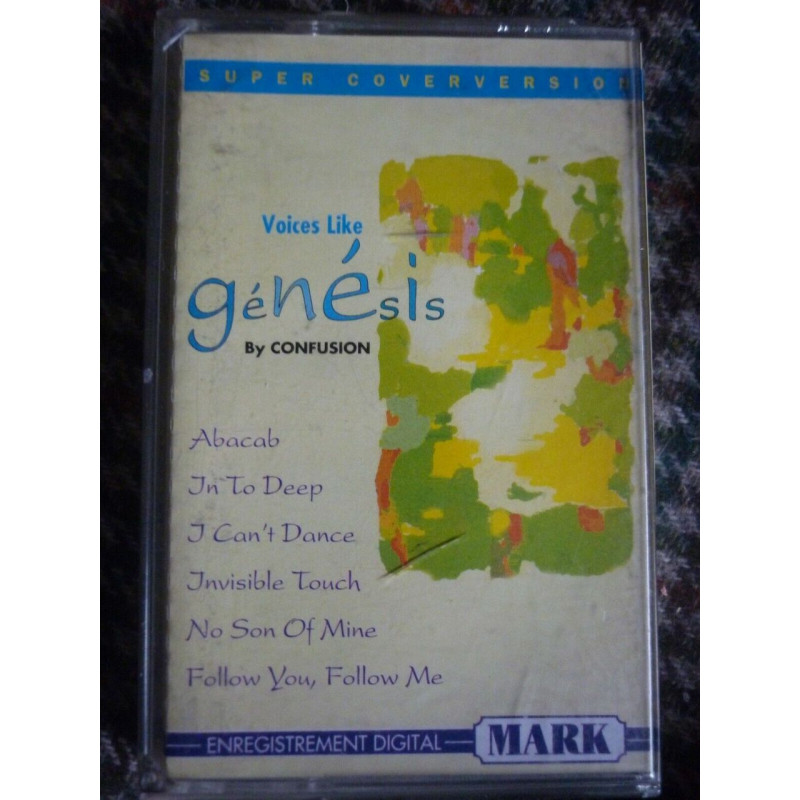 SUPER COVERVERSION
Voices Like
génésis
By CONFUSION
Abacab
In To Deep
I Can't Dance
Invisible Touch
No Son Of Mine
Follow You, Follow Me
ENREGISTREMENT DIGITAL MARK